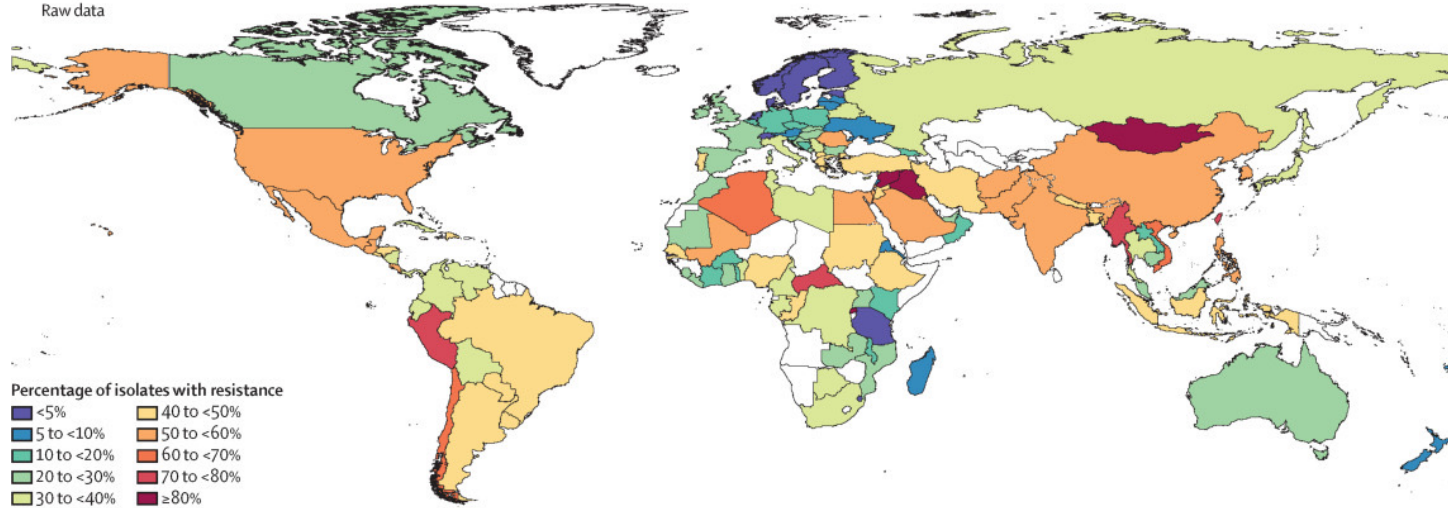 Raw data
Percentage of isolates with resistance
<5%
5 to <10%
10 to <20%
20 to <30%
30 to <40%
40 to <50%
50 to <60%
60 to <70%
70 to <80%
≥80%